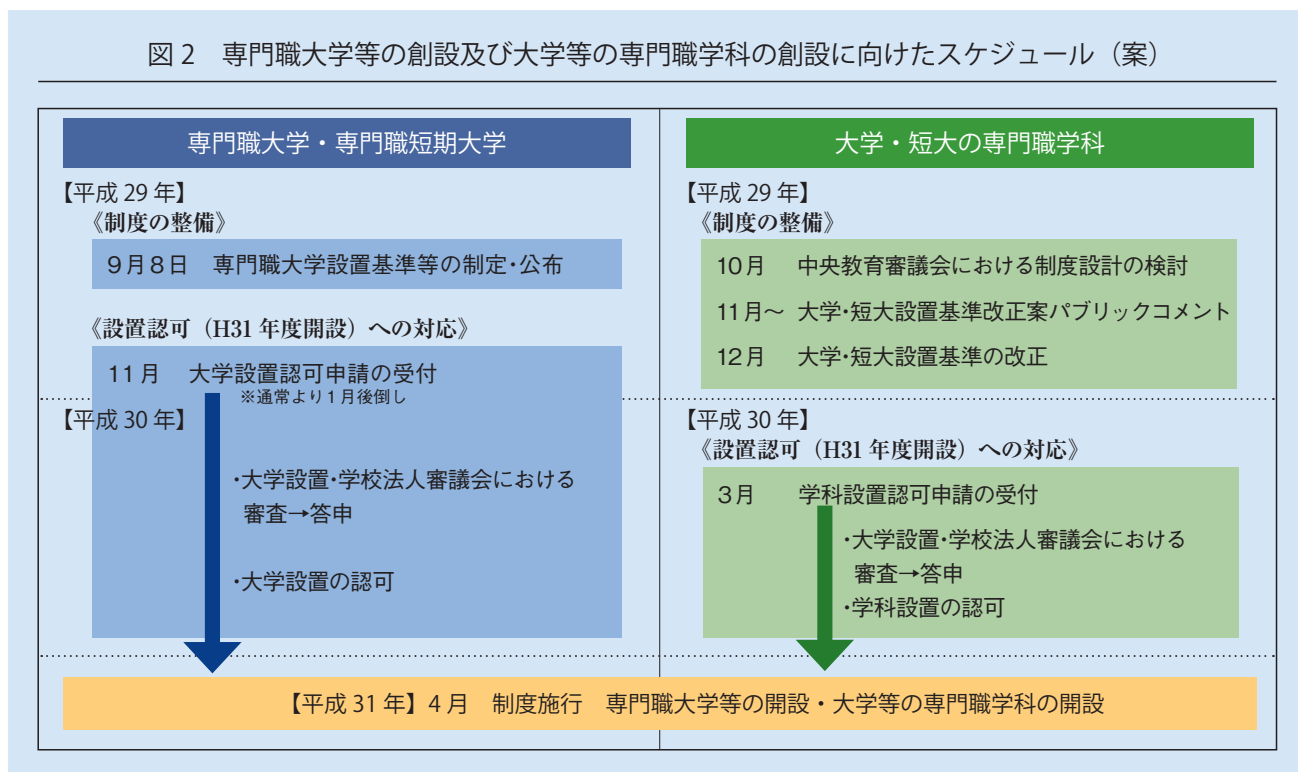 図2 専門職大学等の創設及び大学等の専門職学科の創設に向けたスケジュール（案）
専門職大学・専門職短期大学
【平成 29 年】
《制度の整備》
9月8日 専門職大学設置基準等の制定・公布
《設置認可（H31 年度開設）への対応》
11月 大学設置認可申請の受付
※通常より1月後倒し
【平成 30 年】
・大学設置・学校法人審議会における
審査→答申
・大学設置の認可
大学・短大の専門職学科
【平成 29 年】
《制度の整備》
10月 中央教育審議会における制度設計の検討
11月〜 大学・短大設置基準改正案パブリックコメント
12月 大学・短大設置基準の改正
【平成 30 年】
《設置認可（H31 年度開設）への対応》
3月 学科設置認可申請の受付
・大学設置・学校法人審議会における
審査→答申
・学科設置の認可
【平成 31 年】4月 制度施行 専門職大学等の開設・大学等の専門職学科の開設